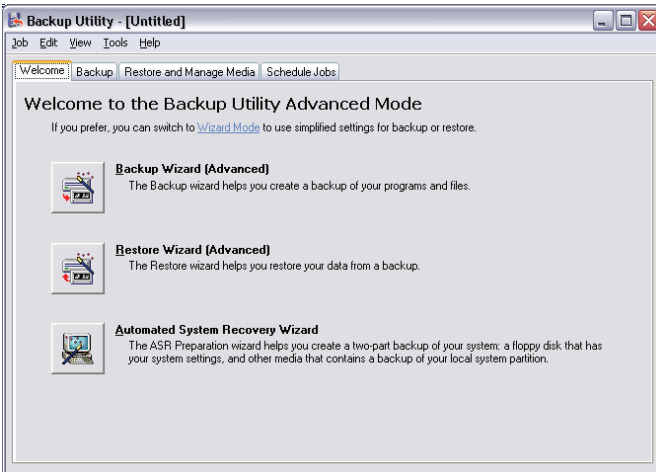 Backup Utility - [Untitled]
Job Edit View Tools Help
Welcome Backup Restore and Manage Media Schedule Jobs
Welcome to the Backup Utility Advanced Mode
If you prefer, you can switch to Wizard Mode to use simplified settings for backup or restore.
Backup Wizard (Advanced)
The Backup wizard helps you create a backup of your programs and files.
Restore Wizard (Advanced)
The Restore wizard helps you restore your data from a backup.
Automated System Recovery Wizard
The ASR Preparation wizard helps you create a two-part backup of your system: a floppy disk that has
your system settings, and other media that contains a backup of your local system partition.